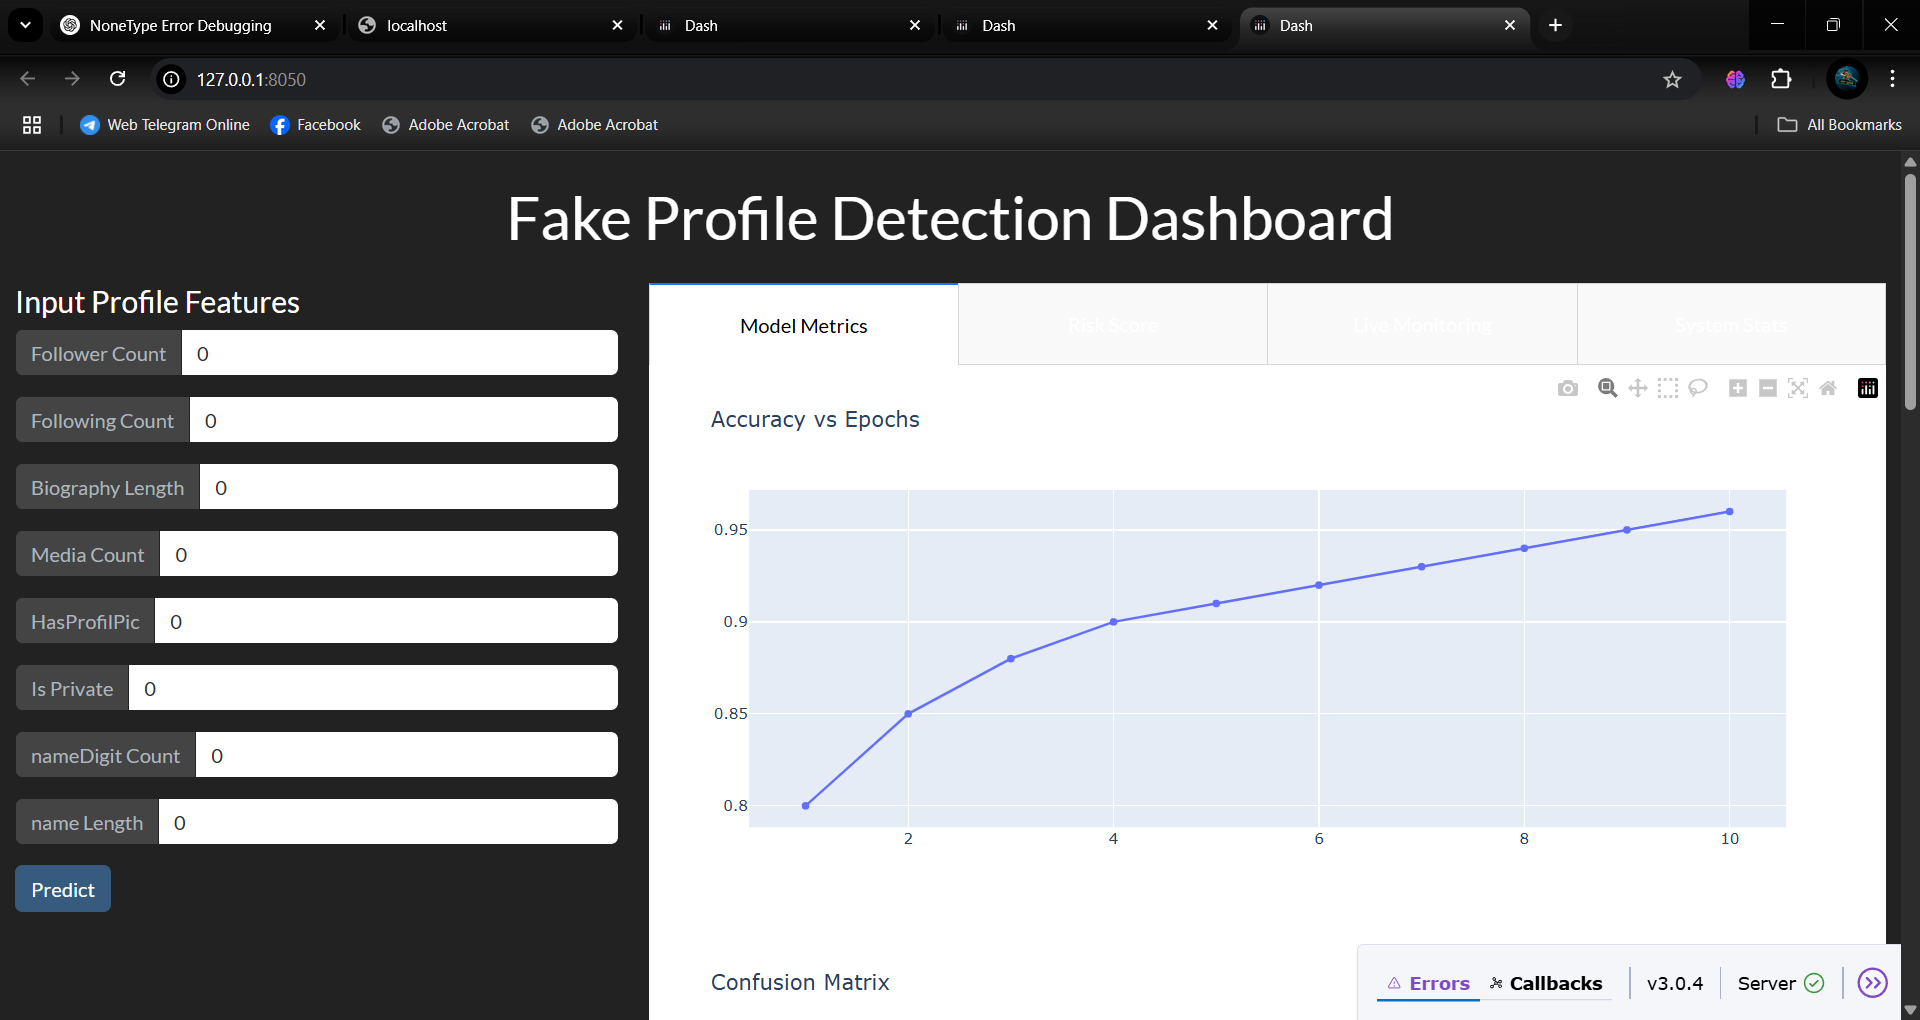 NoneType Error Debugging
localhost
Dash
Dash
Dash
127.0.0.1:8050
Web Telegram Online
Facebook
Adobe Acrobat
Adobe Acrobat
All Bookmarks
Fake Profile Detection Dashboard
Input Profile Features
Follower Count 0
Following Count 0
Biography Length 0
Media Count 0
HasProfilPic 0
Is Private 0
nameDigit Count 0
name Length 0
Predict
Model Metrics
Risk Score
Live Monitoring
System Stats
Accuracy vs Epochs
0.95
0.9
0.85
0.8
2 4 6 8 10
Confusion Matrix
Errors Callbacks v3.0.4 Server